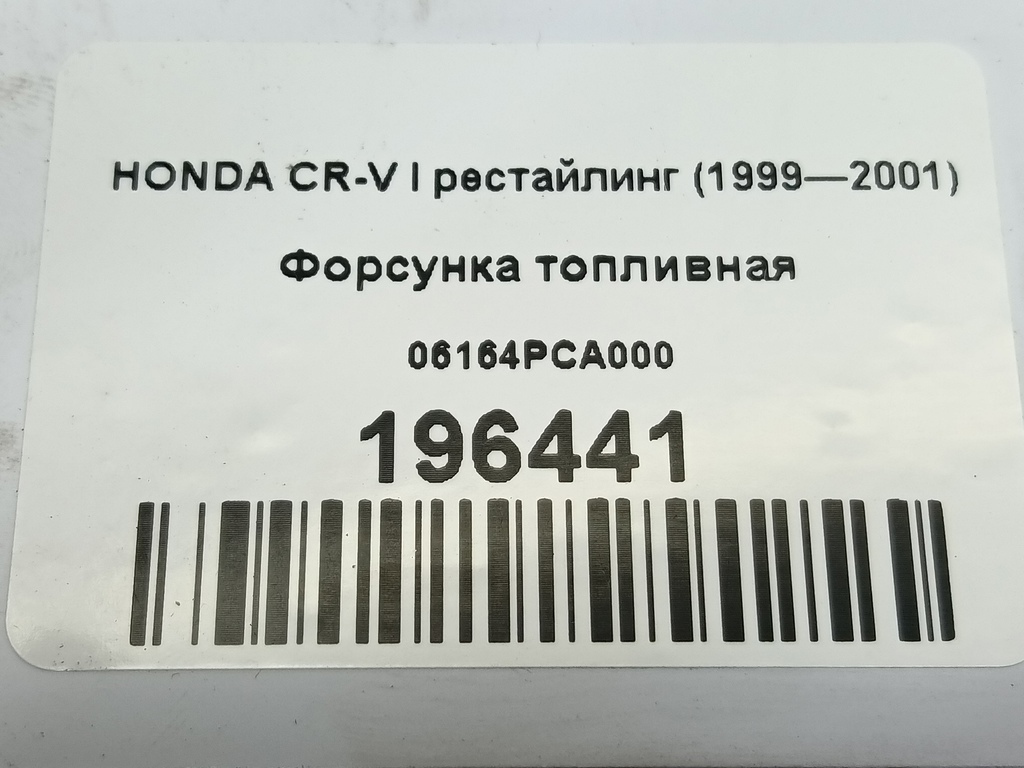 HONDA CR-V I рестайлинг (1999—2001)
Форсунка топливная
06164PCA000
196441